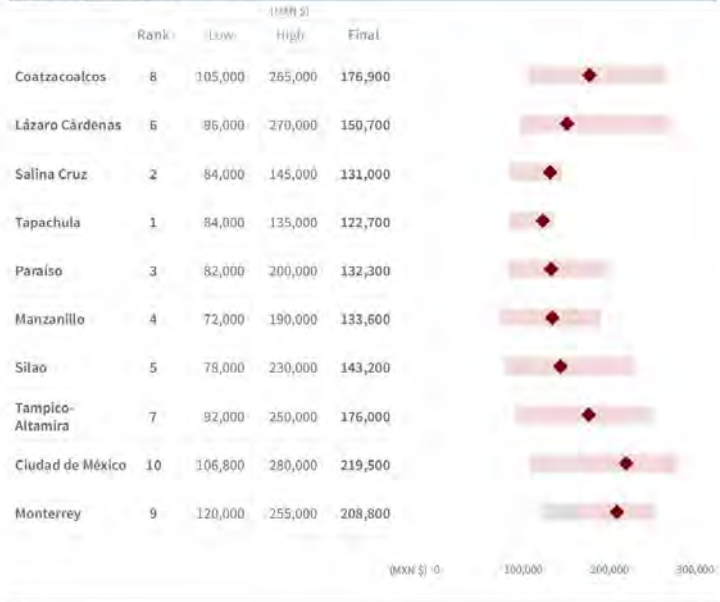 (MXN $)
Rank Low High Final
Coatzacoalcos 8 105,000 265,000 176,900
Lázaro Cárdenas 6 96,000 270,000 150,700
Salina Cruz 2 84,000 145,000 131,000
Tapachula 1 84,000 135,000 122,700
Paraíso 3 82,000 200,000 132,300
Manzanillo 4 72,000 190,000 133,600
Silao 5 78,000 230,000 143,200
Tampico-
Altamira 7 92,000 250,000 176,000
Ciudad de México 10 106,800 280,000 219,500
Monterrey 9 120,000 255,000 208,800
(MXN $) 0 100,000 200,000 300,000